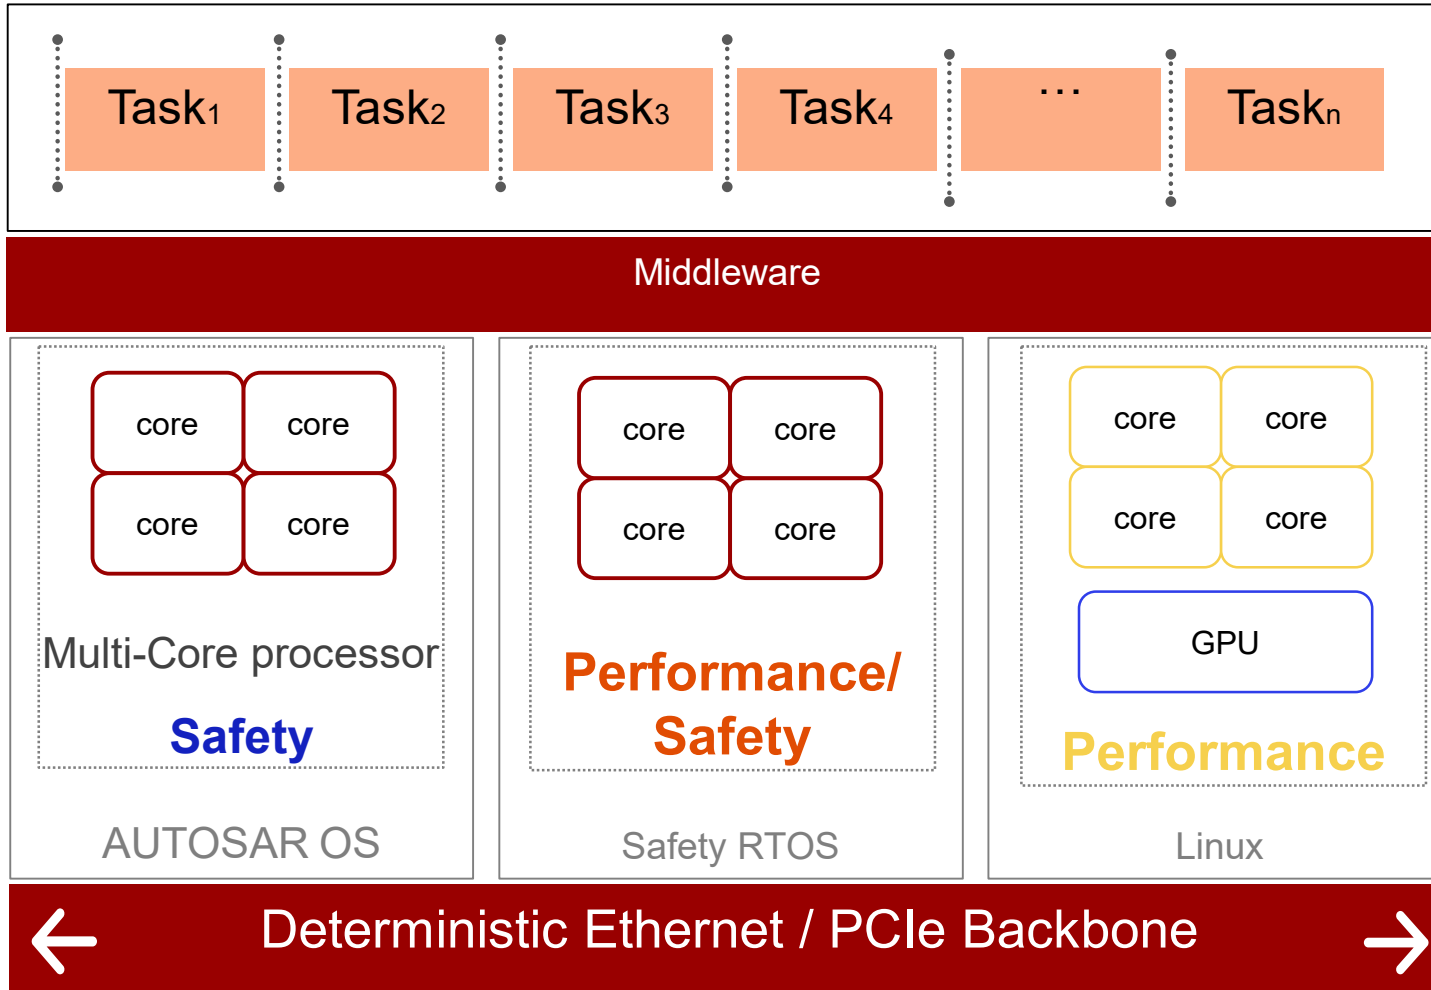 Task1 Task2 Task3 Task4 ... Taskn
Middleware
core core
core core
Multi-Core processor
Safety
AUTOSAR OS
core core
core core
Performance/
Safety
Safety RTOS
core core
core core
GPU
Performance
Linux
Deterministic Ethernet / PCIe Backbone